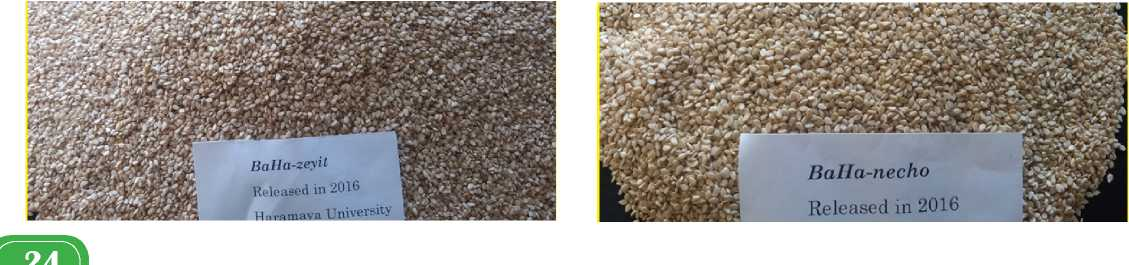 BaHa-zeyit
Released in 2016
Haramaya University
BaHa-necho
Released in 2016
24